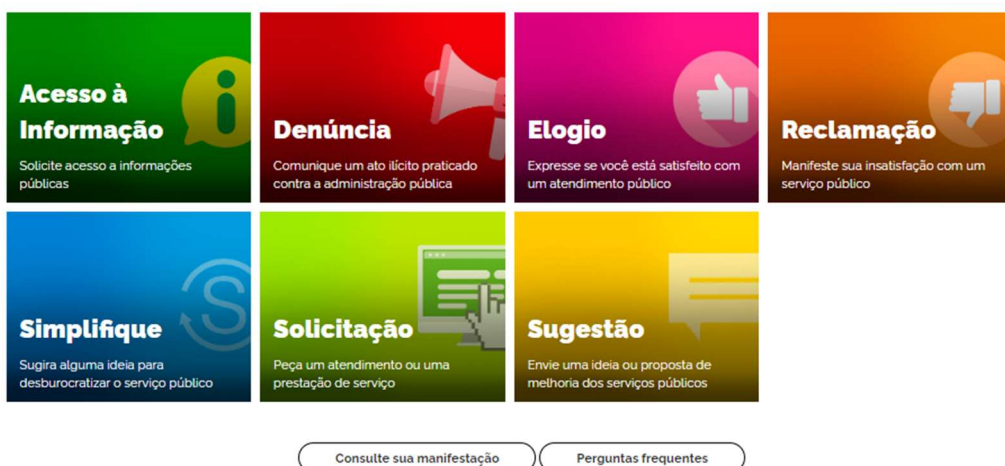 Acesso à
Informação
Solicite acesso a informações
públicas
Denúncia
Comunique um ato ilícito praticado
contra a administração pública
Elogio
Expresse se você está satisfeito com
um atendimento público
Reclamação
Manifeste sua insatisfação com um
serviço público
Simplifique
Sugira alguma ideia para
desburocratizar o serviço público
Solicitação
Peça um atendimento ou uma
prestação de serviço
Sugestão
Envie uma ideia ou proposta de
melhoria dos serviços públicos
Consulte sua manifestação
Perguntas frequentes